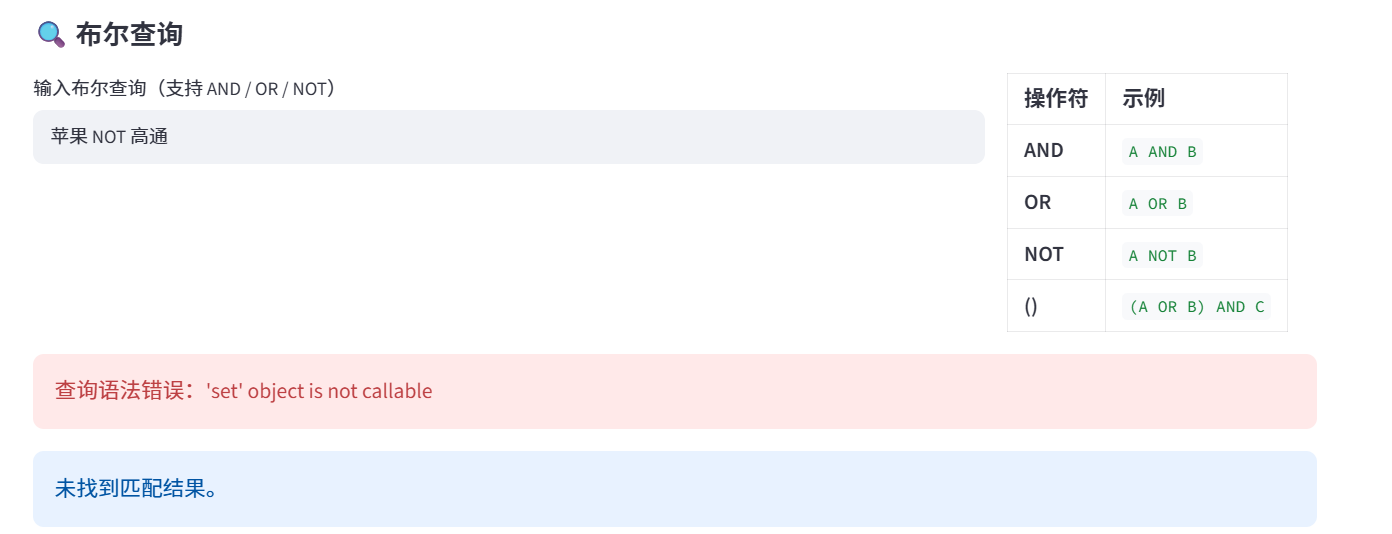 布尔查询
输入布尔查询（支持 AND / OR / NOT）
苹果 NOT 高通
操作符 示例
AND A AND B
OR A OR B
NOT A NOT B
() (A OR B) AND C
查询语法错误：'set' object is not callable
未找到匹配结果。